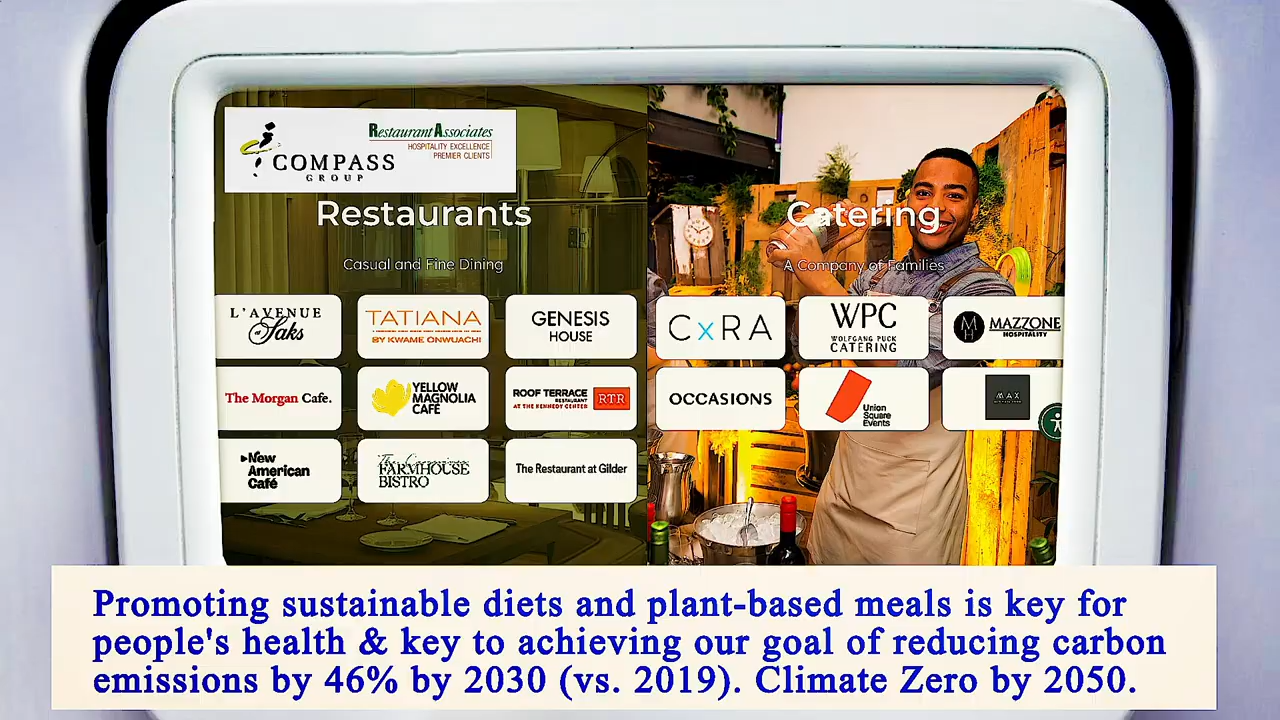 COMPASS
GROUP
Restaurant Associates
HOSPITALITY EXCELLENCE
PREMIER CLIENTS
Restaurants
Casual and Fine Dining
L'AVENUE
at Saks
TATIANA
BY KWAME ONWUACHI
GENESIS
HOUSE
The Morgan Cafe.
YELLOW
MAGNOLIA
CAFÉ
ROOF TERRACE
RESTAURANT
AT THE KENNEDY CENTER
RTR
New
American
Café
FARMHOUSE
BISTRO
The Restaurant at Gilder
Catering
A Company of Families
CxRA
WPC
WOLFGANG PUCK
CATERING
MH
MAZZONE
HOSPITALITY
OCCASIONS
Union
Square
Events
MAX
Promoting sustainable diets and plant-based meals is key for
people's health & key to achieving our goal of reducing carbon
emissions by 46% by 2030 (vs. 2019). Climate Zero by 2050.